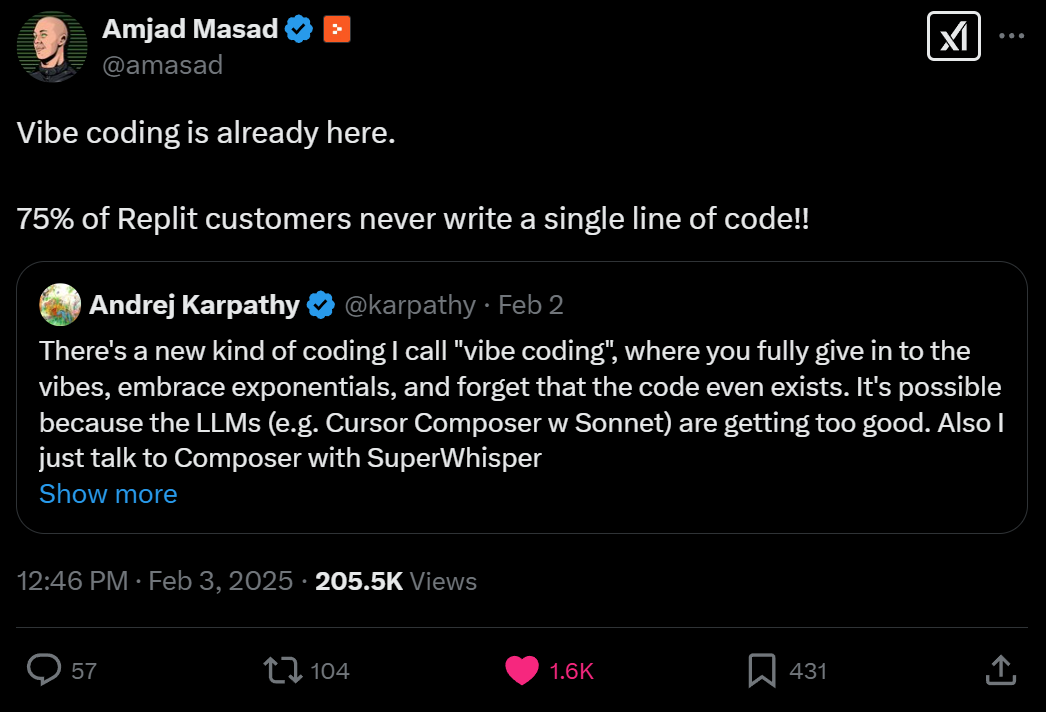 Amjad Masad
@amasad
Vibe coding is already here.
75% of Replit customers never write a single line of code!!
Andrej Karpathy @karpathy · Feb 2
There's a new kind of coding I call "vibe coding", where you fully give in to the
vibes, embrace exponentials, and forget that the code even exists. It's possible
because the LLMs (e.g. Cursor Composer w Sonnet) are getting too good. Also I
just talk to Composer with SuperWhisper
Show more
12:46 PM · Feb 3, 2025 · 205.5K Views
57 104 1.6K 431